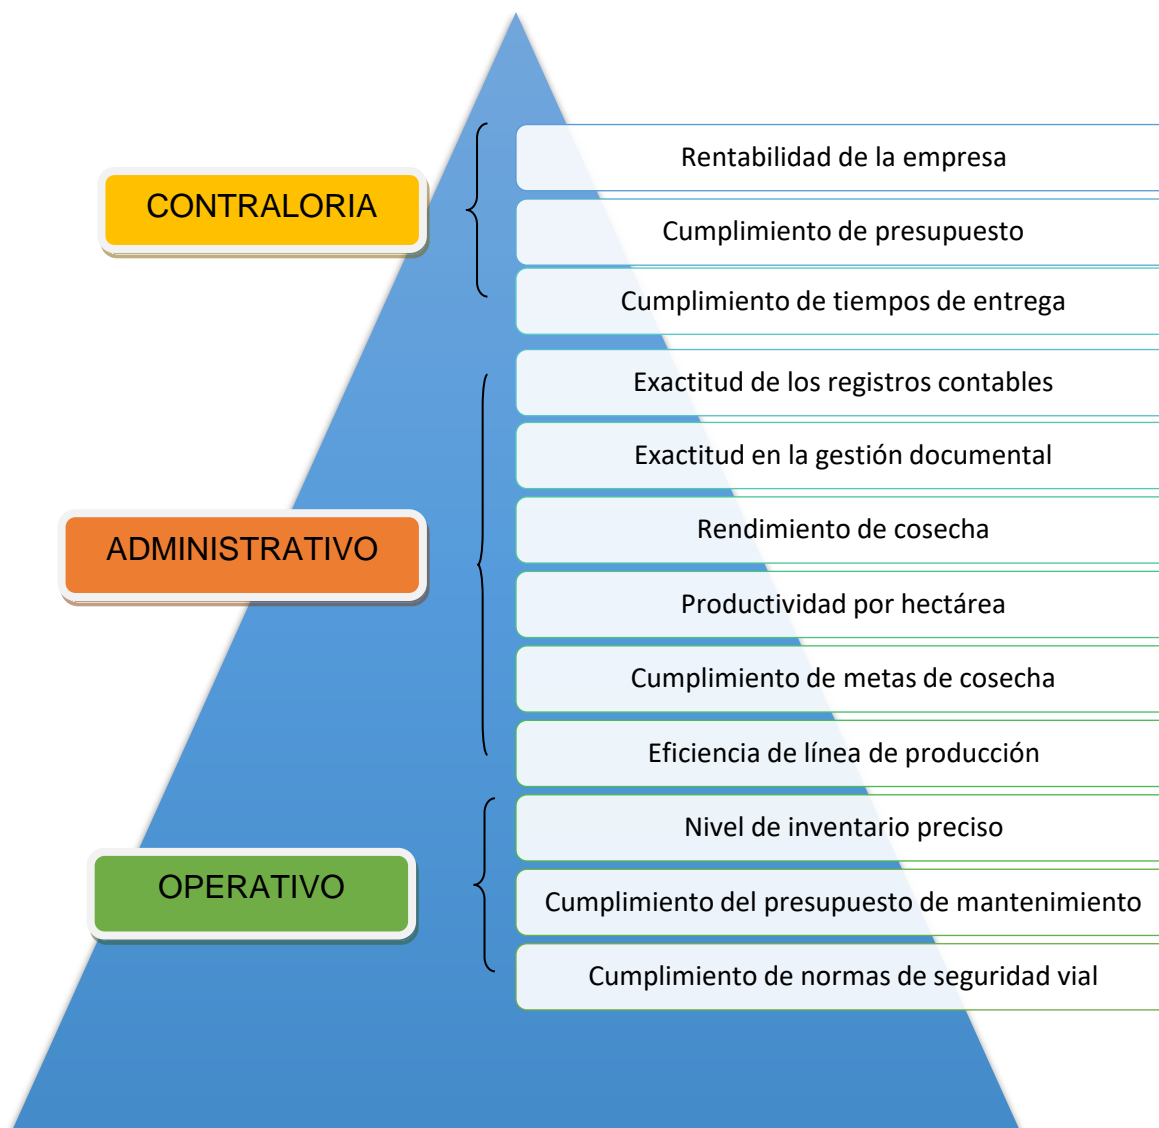 CONTRALORIA
Rentabilidad de la empresa
Cumplimiento de presupuesto
Cumplimiento de tiempos de entrega
ADMINISTRATIVO
Exactitud de los registros contables
Exactitud en la gestión documental
Rendimiento de cosecha
Productividad por hectárea
Cumplimiento de metas de cosecha
Eficiencia de línea de producción
OPERATIVO
Nivel de inventario preciso
Cumplimiento del presupuesto de mantenimiento
Cumplimiento de normas de seguridad vial